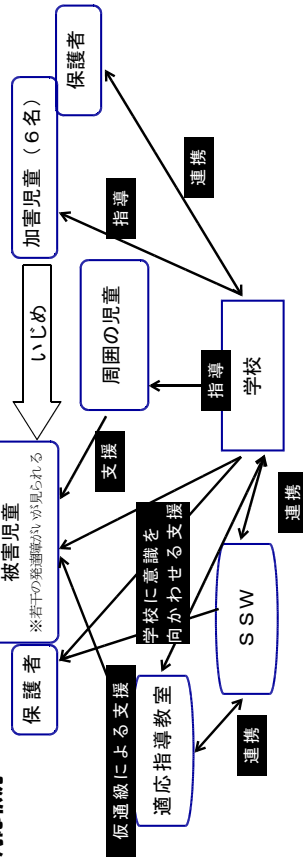 被害児童
※若干の発達障がいが見られる
保護者
いじめ
加害児童（６名）
保護者
周囲の児童
支援
指導
連携
指導
学校
学校に意識を
向かわせる支援
仮通級による支援
適応指導教室
ＳＳＷ
連携
連携